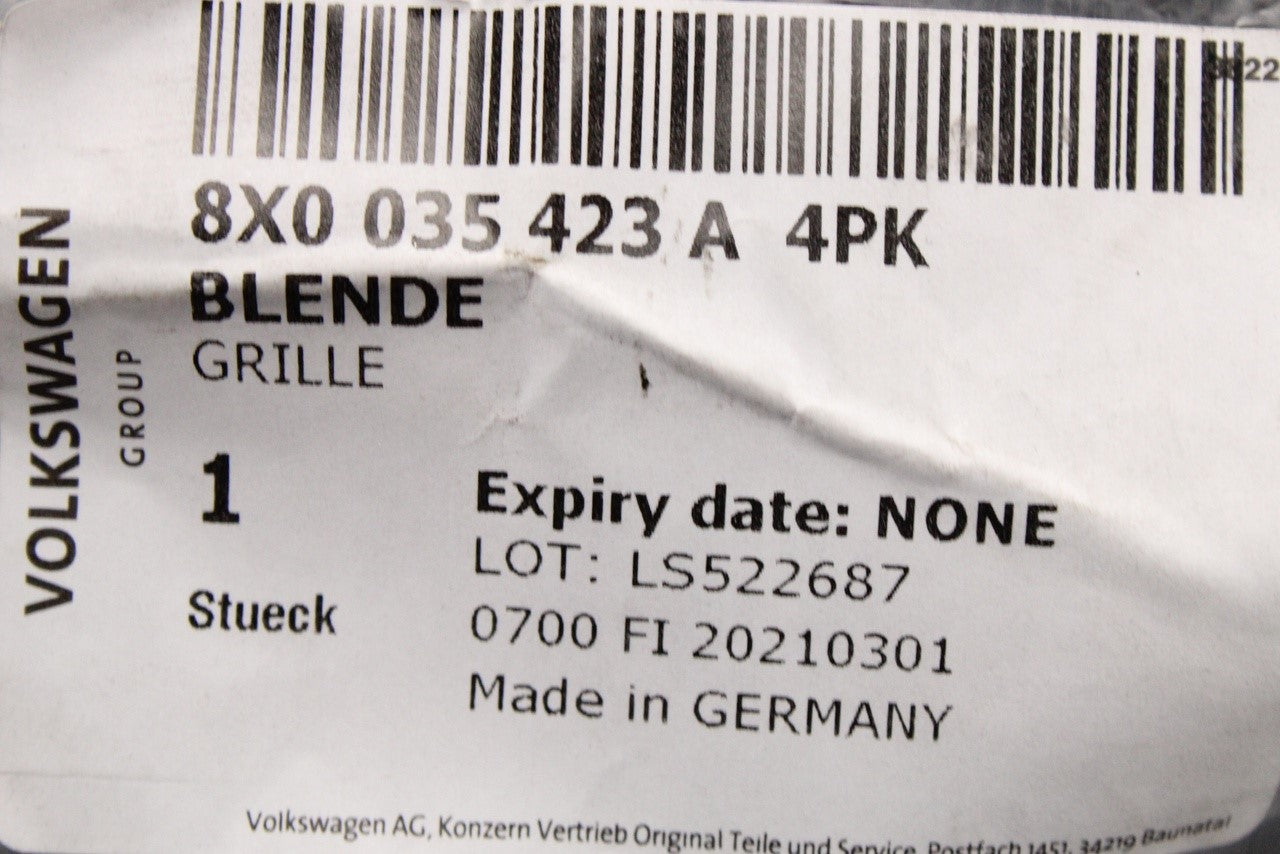 8X0 035 423 A 4PK
BLENDE
GRILLE
VOLKSWAGEN
GROUP
1
Stueck
Expiry date: NONE
LOT: LS522687
0700 FI 20210301
Made in GERMANY
Volkswagen AG, Konzern Vertrieb Original Teile und Service, Postfach 1451, 34219 Baunatal